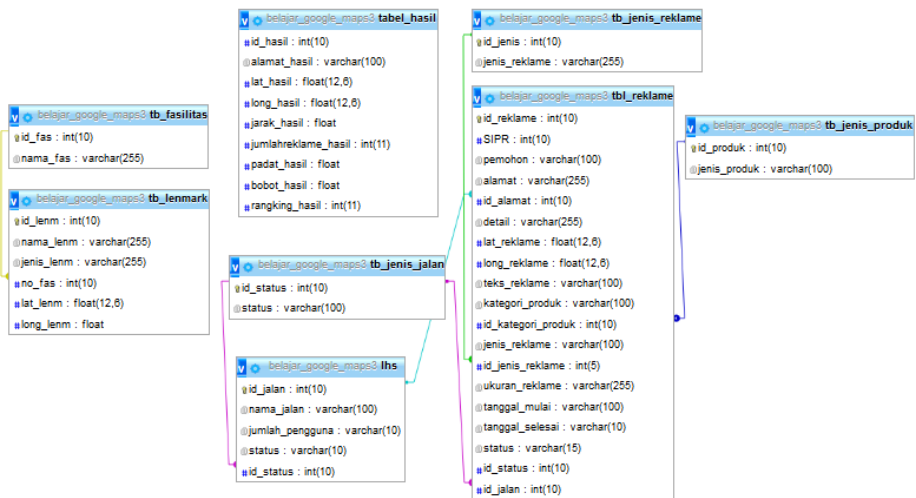 belajar_google_maps3 tabel_hasil
id_hasil : int(10)
alamat_hasil : varchar(100)
lat_hasil : float(12,6)
long_hasil : float(12,6)
jarak_hasil : float
jumlahreklame_hasil : int(11)
padat_hasil : float
bobot_hasil : float
rangking_hasil : int(11)
belajar_google_maps3 tb_jenis_reklame
id_jenis : int(10)
jenis_reklame : varchar(255)
belajar_google_maps3 tb_fasilitas
id_fas : int(10)
nama_fas : varchar(255)
belajar_google_maps3 tbl_reklame
id_reklame : int(10)
SIPR : int(10)
pemohon : varchar(100)
alamat : varchar(255)
id_alamat : int(10)
detail : varchar(255)
lat_reklame : float(12,6)
long_reklame : float(12,6)
teks_reklame : varchar(100)
kategori_produk : varchar(100)
id_kategori_produk : int(10)
jenis_reklame : varchar(100)
id_jenis_reklame : int(5)
ukuran_reklame : varchar(255)
tanggal_mulai : varchar(100)
tanggal_selesai : varchar(10)
status : varchar(15)
id_status : int(10)
id_jalan : int(10)
belajar_google_maps3 tb_jenis_produk
id_produk : int(10)
jenis_produk : varchar(100)
belajar_google_maps3 tb_lenmark
id_lenm : int(10)
nama_lenm : varchar(255)
jenis_lenm : varchar(255)
no_fas : int(10)
lat_lenm : float(12,6)
long_lenm : float
belajar_google_maps3 tb_jenis_jalan
id_status : int(10)
status : varchar(100)
belajar_google_maps3 lhs
id_jalan : int(10)
nama_jalan : varchar(100)
jumlah_pengguna : varchar(10)
status : varchar(10)
id_status : int(10)